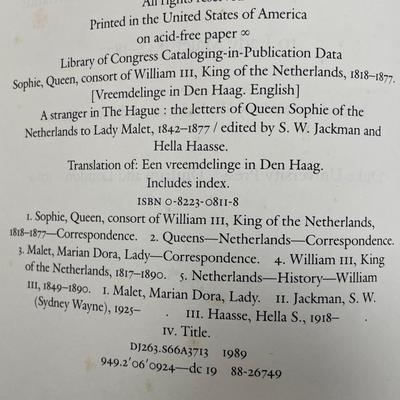 All rights reserved
Printed in the United States of America
on acid-free paper ∞
Library of Congress Cataloging-in-Publication Data
Sophie, Queen, consort of William III, King of the Netherlands, 1818–1877.
[Vreemdelinge in Den Haag. English]
A stranger in The Hague : the letters of Queen Sophie of the
Netherlands to Lady Malet, 1842–1877 / edited by S. W. Jackman and
Hella Haasse.
Translation of: Een vreemdelinge in Den Haag.
Includes index.
ISBN 0-8223-0811-8
1. Sophie, Queen, consort of William III, King of the Netherlands,
1818–1877—Correspondence. 2. Queens—Netherlands—Correspondence.
3. Malet, Marian Dora, Lady—Correspondence. 4. William III, King
of the Netherlands, 1817–1890. 5. Netherlands—History—William
III, 1849–1890. I. Malet, Marian Dora, Lady. II. Jackman, S. W.
(Sydney Wayne), 1925– . III. Haasse, Hella S., 1918–
IV. Title.
DJ263.S66A3713 1989
949.2'06'0924—dc 19 88-26749